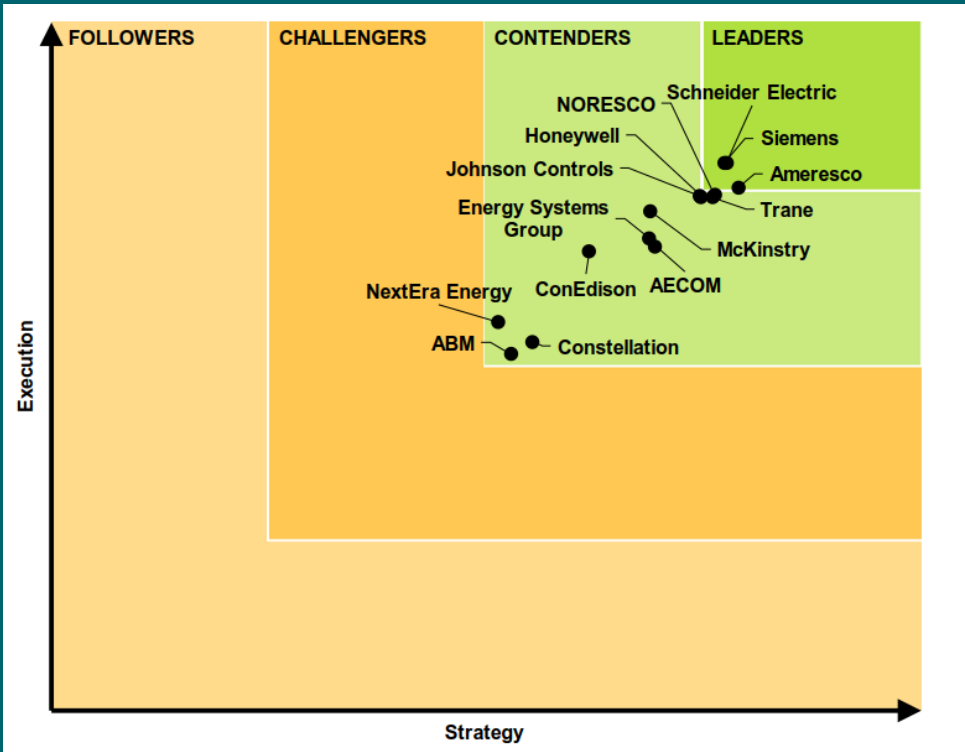 FOLLOWERS
CHALLENGERS
CONTENDERS
LEADERS
Schneider Electric
NORESCO
Honeywell
Siemens
Johnson Controls
Ameresco
Energy Systems
Group
Trane
McKinstry
ConEdison
AECOM
NextEra Energy
ABM
Constellation
Execution
Strategy